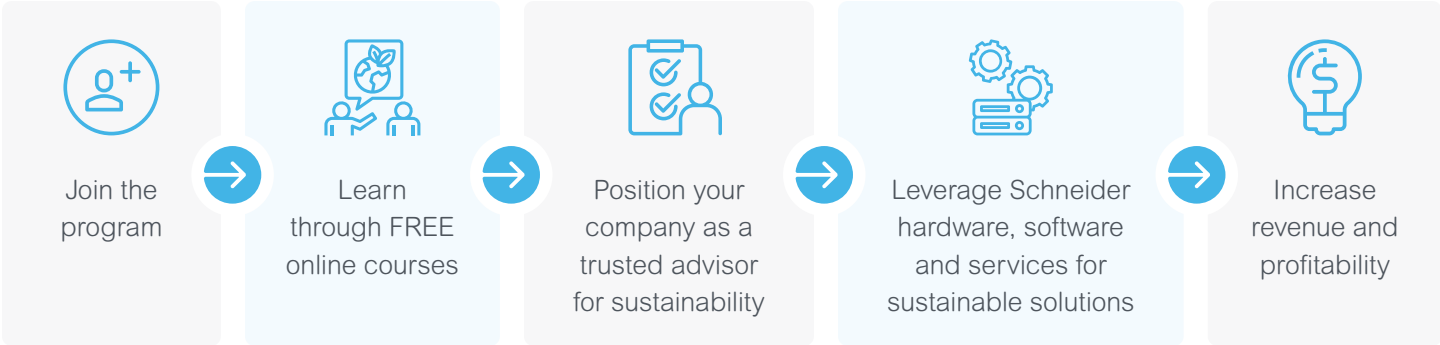 Join the
program
Learn
through FREE
online courses
Position your
company as a
trusted advisor
for sustainability
Leverage Schneider
hardware, software
and services for
sustainable solutions
Increase
revenue and
profitability